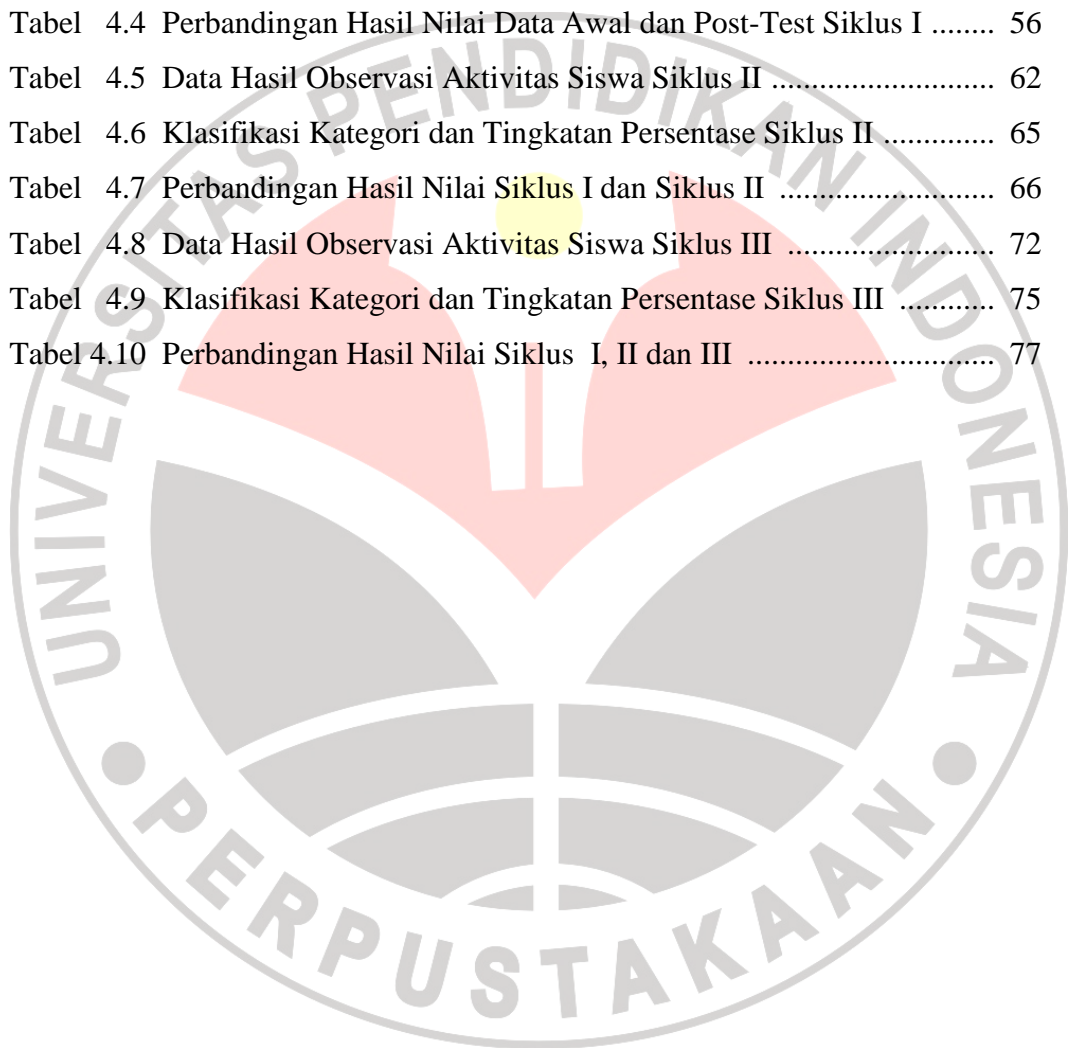 Tabel 4.4 Perbandingan Hasil Nilai Data Awal dan Post-Test Siklus I ........ 56
Tabel 4.5 Data Hasil Observasi Aktivitas Siswa Siklus II .......................... 62
Tabel 4.6 Klasifikasi Kategori dan Tingkatan Persentase Siklus II ............. 65
Tabel 4.7 Perbandingan Hasil Nilai Siklus I dan Siklus II ......................... 66
Tabel 4.8 Data Hasil Observasi Aktivitas Siswa Siklus III ........................ 72
Tabel 4.9 Klasifikasi Kategori dan Tingkatan Persentase Siklus III ........... 75
Tabel 4.10 Perbandingan Hasil Nilai Siklus I, II dan III ............................. 77
UNIVERSITAS PENDIDIKAN INDONESIA
PERPUSTAKAAN